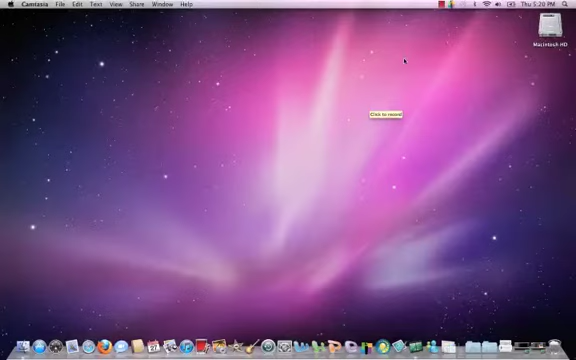 Camtasia File Edit Text View Share Window Help Thu 5:20 PM
Macintosh HD
Click to record